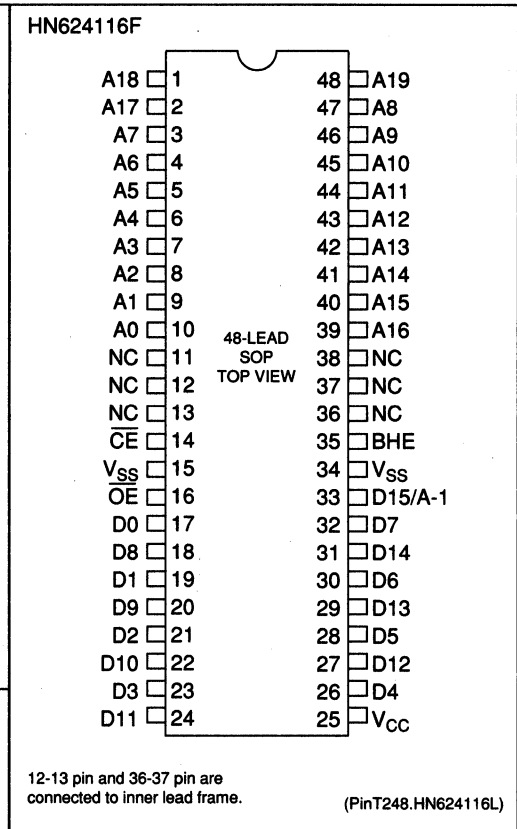 HN624116F
A18 1 48 A19
A17 2 47 A8
A7 3 46 A9
A6 4 45 A10
A5 5 44 A11
A4 6 43 A12
A3 7 42 A13
A2 8 41 A14
A1 9 40 A15
A0 10 39 A16
48-LEAD
SOP
TOP VIEW
NC 11 38 NC
NC 12 37 NC
NC 13 36 NC
C̅E̅ 14 35 BHE
VSS 15 34 VSS
O̅E̅ 16 33 D15/A-1
D0 17 32 D7
D8 18 31 D14
D1 19 30 D6
D9 20 29 D13
D2 21 28 D5
D10 22 27 D12
D3 23 26 D4
D11 24 25 VCC
12-13 pin and 36-37 pin are
connected to inner lead frame.
(PinT248.HN624116L)